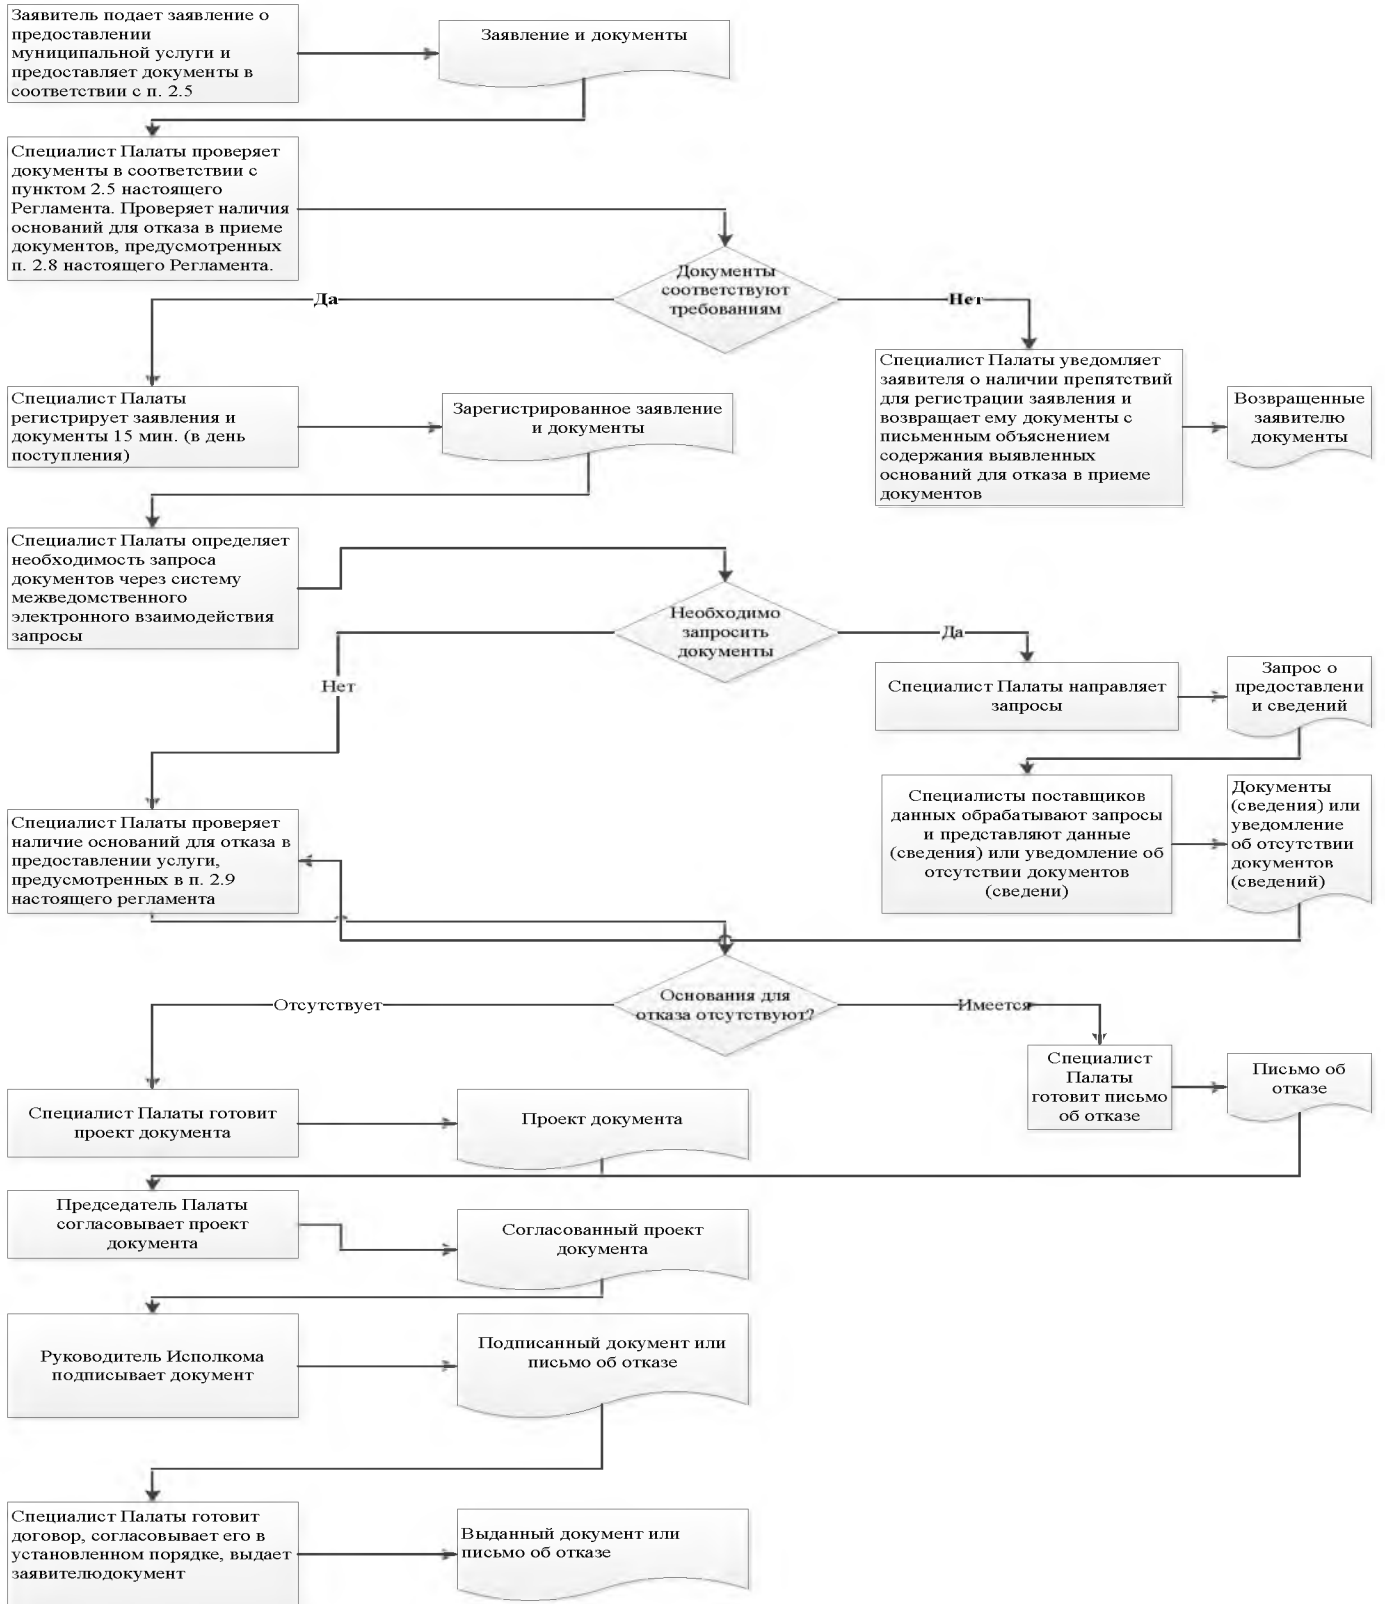 Заявитель подает заявление о
предоставлении
муниципальной услуги и
предоставляет документы в
соответствии с п. 2.5
Заявление и документы
Специалист Палаты проверяет
документы в соответствии с
пунктом 2.5 настоящего
Регламента. Проверяет наличия
оснований для отказа в приеме
документов, предусмотренных
п. 2.8 настоящего Регламента.
Документы
соответствуют
требованиям
Да
Нет
Специалист Палаты
регистрирует заявления и
документы 15 мин. (в день
поступления)
Зарегистрированное заявление
и документы
Специалист Палаты уведомляет
заявителя о наличии препятствий
для регистрации заявления и
возвращает ему документы с
письменным объяснением
содержания выявленных
оснований для отказа в приеме
документов
Возвращенные
заявителю
документы
Специалист Палаты определяет
необходимость запроса
документов через систему
межведомственного
электронного взаимодействия
запросы
Необходимо
запросить
документы
Да
Нет
Специалист Палаты направляет
запросы
Запрос о
предоставлени
и сведений
Специалисты поставщиков
данных обрабатывают запросы
и представляют данные
(сведения) или уведомление об
отсутствии документов
(сведени)
Документы
(сведения) или
уведомление
об отсутствии
документов
(сведений)
Специалист Палаты проверяет
наличие оснований для отказа в
предоставлении услуги,
предусмотренных в п. 2.9
настоящего регламента
Основания для
отказа отсутствуют?
Отсутствует
Имеется
Специалист
Палаты
готовит письмо
об отказе
Письмо об
отказе
Специалист Палаты готовит
проект документа
Проект документа
Председатель Палаты
согласовывает проект
документа
Согласованный проект
документа
Руководитель Исполкома
подписывает документ
Подписанный документ или
письмо об отказе
Специалист Палаты готовит
договор, согласовывает его в
установленном порядке, выдает
заявителюдокумент
Выданный документ или
письмо об отказе